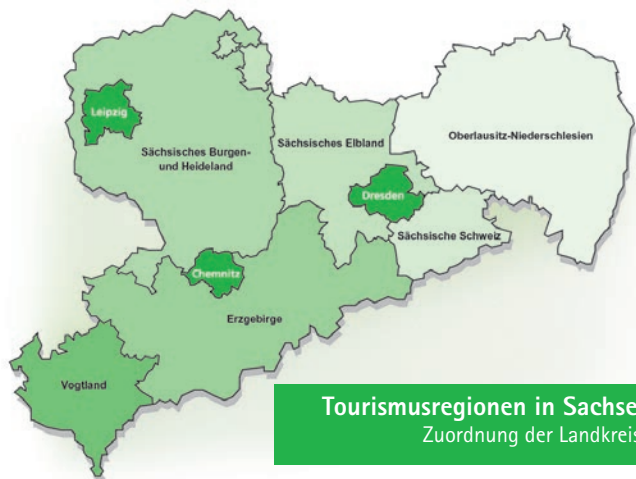 Leipzig
Sächsisches Burgen-
und Heideland
Sächsisches Elbland
Oberlausitz-Niederschlesien
Dresden
Sächsische Schweiz
Chemnitz
Erzgebirge
Vogtland
Tourismusregionen in Sachse
Zuordnung der Landkreis